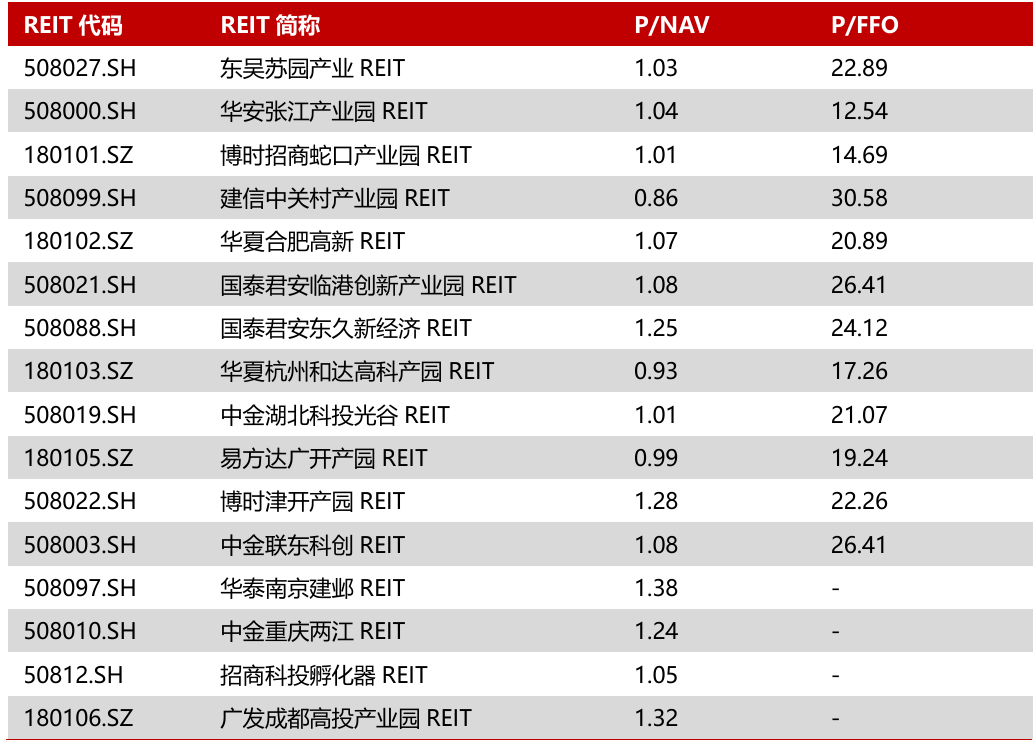 REIT 代码 REIT 简称 P/NAV P/FFO
508027.SH 东吴苏园产业 REIT 1.03 22.89
508000.SH 华安张江产业园 REIT 1.04 12.54
180101.SZ 博时招商蛇口产业园 REIT 1.01 14.69
508099.SH 建信中关村产业园 REIT 0.86 30.58
180102.SZ 华夏合肥高新 REIT 1.07 20.89
508021.SH 国泰君安临港创新产业园 REIT 1.08 26.41
508088.SH 国泰君安东久新经济 REIT 1.25 24.12
180103.SZ 华夏杭州和达高科产园 REIT 0.93 17.26
508019.SH 中金湖北科投光谷 REIT 1.01 21.07
180105.SZ 易方达广开产园 REIT 0.99 19.24
508022.SH 博时津开产园 REIT 1.28 22.26
508003.SH 中金联东科创 REIT 1.08 26.41
508097.SH 华泰南京建邺 REIT 1.38 -
508010.SH 中金重庆两江 REIT 1.24 -
50812.SH 招商科投孵化器 REIT 1.05 -
180106.SZ 广发成都高投产业园 REIT 1.32 -